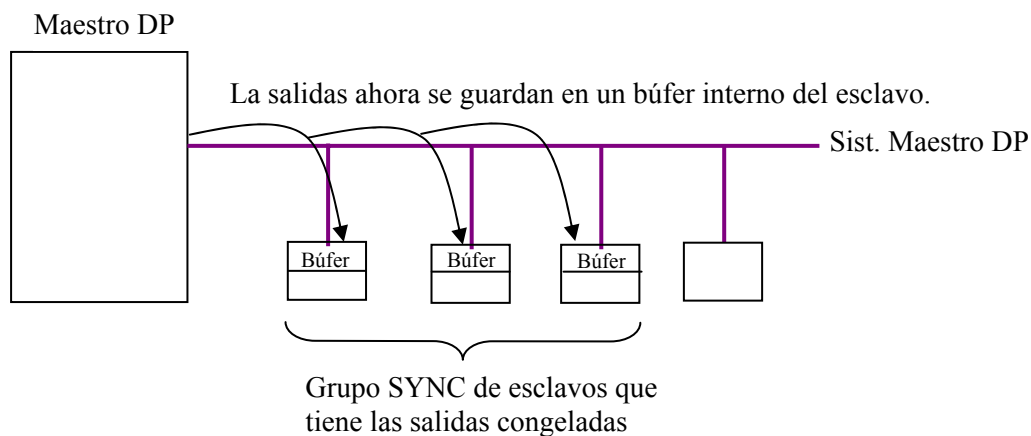 Maestro DP
La salidas ahora se guardan en un búfer interno del esclavo.
Sist. Maestro DP
Búfer
Búfer
Búfer
Grupo SYNC de esclavos que
tiene las salidas congeladas